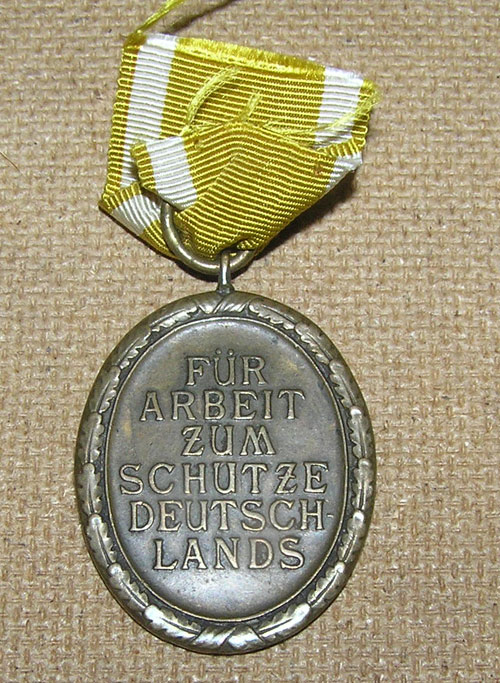 FÜR
ARBEIT
ZUM
SCHUTZE
DEUTSCH-
LANDS